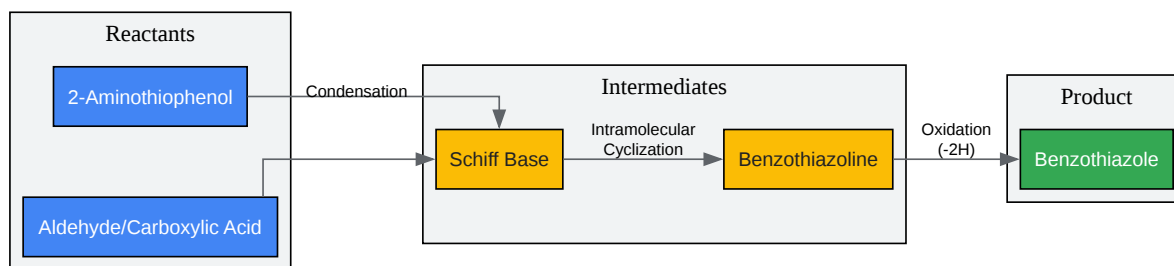 Reactants
2-Aminothiophenol
Aldehyde/Carboxylic Acid
Condensation
Intermediates
Schiff Base
Intramolecular
Cyclization
Benzothiazoline
Oxidation
(-2H)
Product
Benzothiazole